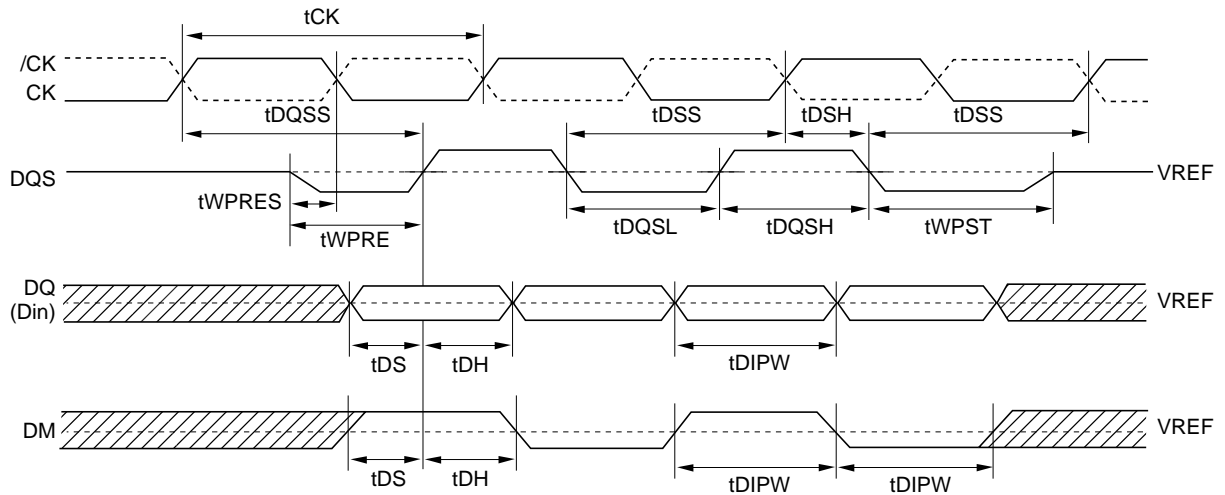 tCK
/CK
CK
tDQSS
tDSS
tDSH
tDSS
DQS
VREF
tWPRES
tDQSL
tDQSH
tWPST
tWPRE
DQ
(Din)
VREF
tDS
tDH
tDIPW
DM
VREF
tDS
tDH
tDIPW
tDIPW